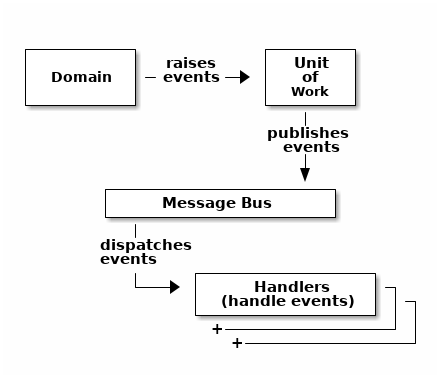 Domain
raises
events
Unit
of
Work
publishes
events
Message Bus
dispatches
events
Handlers
(handle events)
+
+